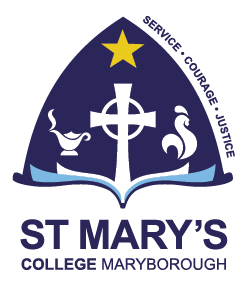 SERVICE • COURAGE • JUSTICE
ST MARY'S
COLLEGE MARYBOROUGH